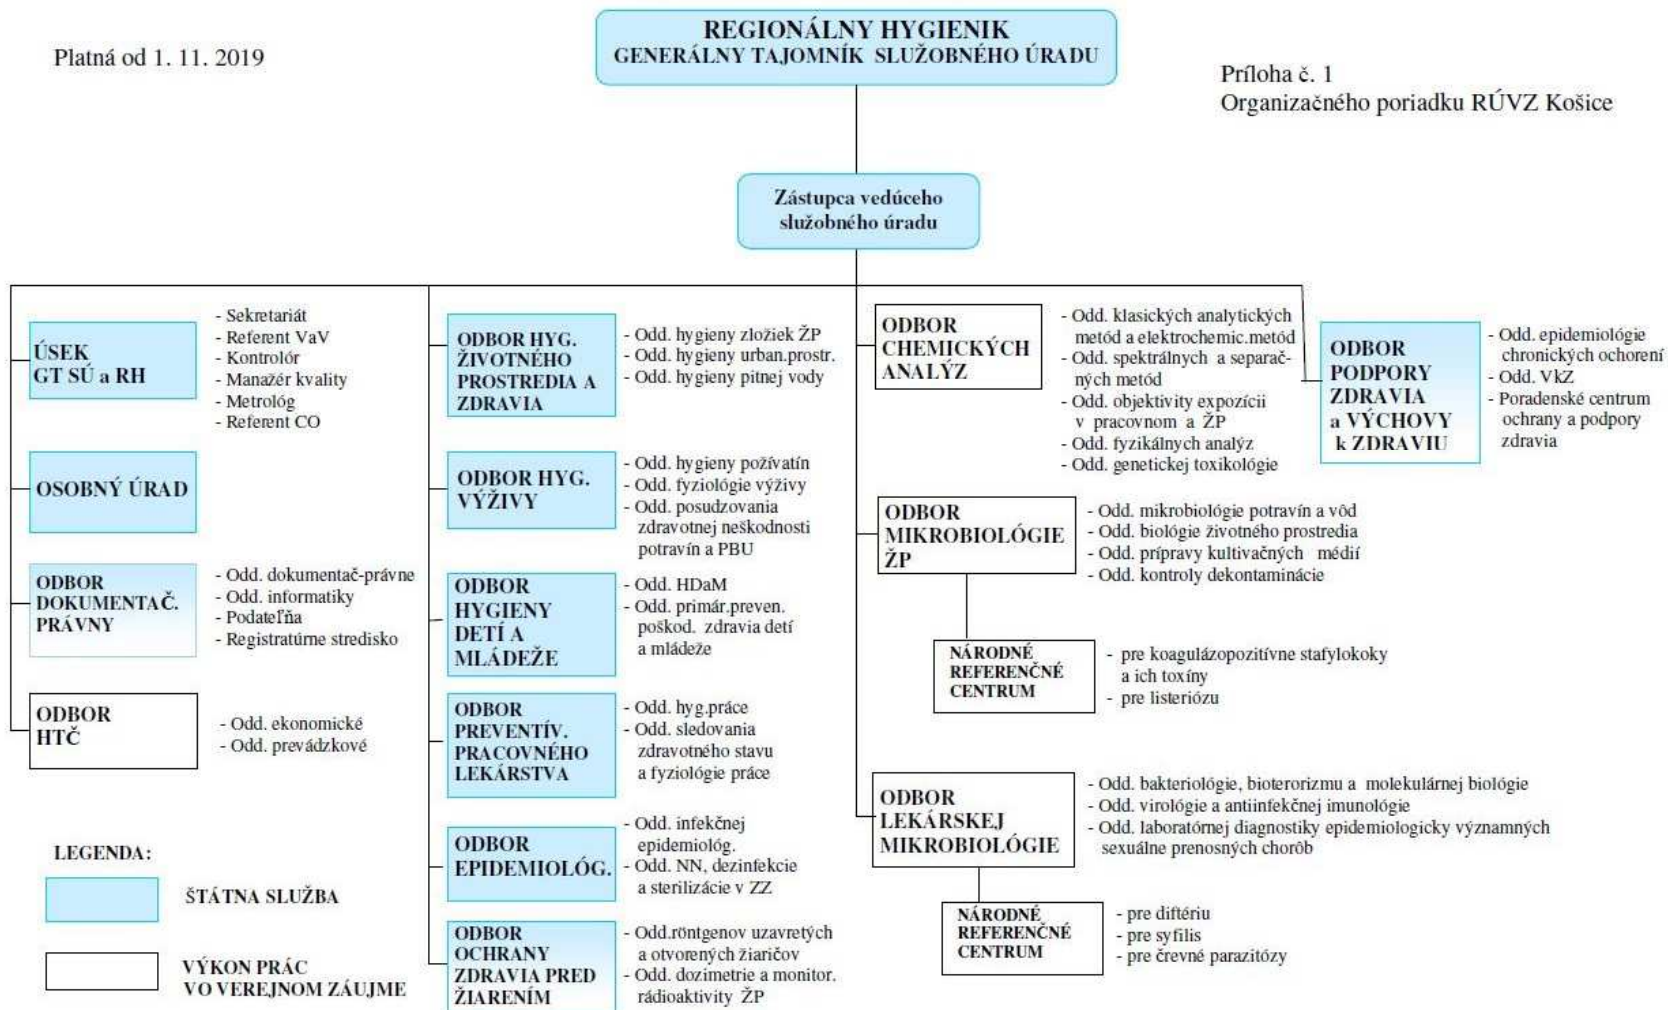 Platná od 1. 11. 2019
REGIONÁLNY HYGIENIK
GENERÁLNY TAJOMNÍK SLUŽOBNÉHO ÚRADU
Príloha č. 1
Organizačného poriadku RÚVZ Košice
Zástupca vedúceho
služobného úradu
ÚSEK
GT SÚ a RH
- Sekretariát
- Referent VaV
- Kontrolór
- Manažér kvality
- Metrológ
- Referent CO
OSOBNÝ ÚRAD
ODBOR
DOKUMENTAČ.
PRÁVNY
- Odd. dokumentač-právne
- Odd. informatiky
- Podateľňa
- Registratúrne stredisko
ODBOR
HTČ
- Odd. ekonomické
- Odd. prevádzkové
LEGENDA:
ŠTÁTNA SLUŽBA
VÝKON PRÁC
VO VEREJNOM ZÁUJME
ODBOR HYG.
ŽIVOTNÉHO
PROSTREDIA A
ZDRAVIA
- Odd. hygieny zložiek ŽP
- Odd. hygieny urban.prostr.
- Odd. hygieny pitnej vody
ODBOR HYG.
VÝŽIVY
- Odd. hygieny požívatín
- Odd. fyziológie výživy
- Odd. posudzovania
zdravotnej neškodnosti
potravín a PBU
ODBOR
HYGIENY
DETÍ A
MLÁDEŽE
- Odd. HDaM
- Odd. primár.preven.
poškod. zdravia detí
a mládeže
ODBOR
PREVENTÍV.
PRACOVNÉHO
LEKÁRSTVA
- Odd. hyg.práce
- Odd. sledovania
zdravotného stavu
a fyziológie práce
ODBOR
EPIDEMIOLÓG.
- Odd. infekčnej
epidemiológ.
- Odd. NN, dezinfekcie
a sterilizácie v ZZ
ODBOR
OCHRANY
ZDRAVIA PRED
ŽIARENÍM
- Odd.röntgenov uzavretých
a otvorených žiaričov
- Odd. dozimetrie a monitor.
rádioaktivity ŽP
ODBOR
CHEMICKÝCH
ANALÝZ
- Odd. klasických analytických
metód a elektrochemic.metód
- Odd. spektrálnych a separač-
ných metód
- Odd. objektivity expozícii
v pracovnom a ŽP
- Odd. fyzikálnych analýz
- Odd. genetickej toxikológie
ODBOR
MIKROBIOLÓGIE
ŽP
- Odd. mikrobiológie potravín a vôd
- Odd. biológie životného prostredia
- Odd. prípravy kultivačných médií
- Odd. kontroly dekontaminácie
NÁRODNÉ
REFERENČNÉ
CENTRUM
- pre koagulázopozitívne stafylokoky
a ich toxíny
- pre listeriózu
ODBOR
LEKÁRSKEJ
MIKROBIOLÓGIE
- Odd. bakteriológie, bioterorizmu a molekulárnej biológie
- Odd. virológie a antiinfekčnej imunológie
- Odd. laboratórnej diagnostiky epidemiologicky významných
sexuálne prenosných chorôb
NÁRODNÉ
REFERENČNÉ
CENTRUM
- pre diftériu
- pre syfilis
- pre črevné parazitózy
ODBOR
PODPORY
ZDRAVIA
a VÝCHOVY
k ZDRAVIU
- Odd. epidemiológie
chronických ochorení
- Odd. VkZ
- Poradenské centrum
ochrany a podpory
zdravia